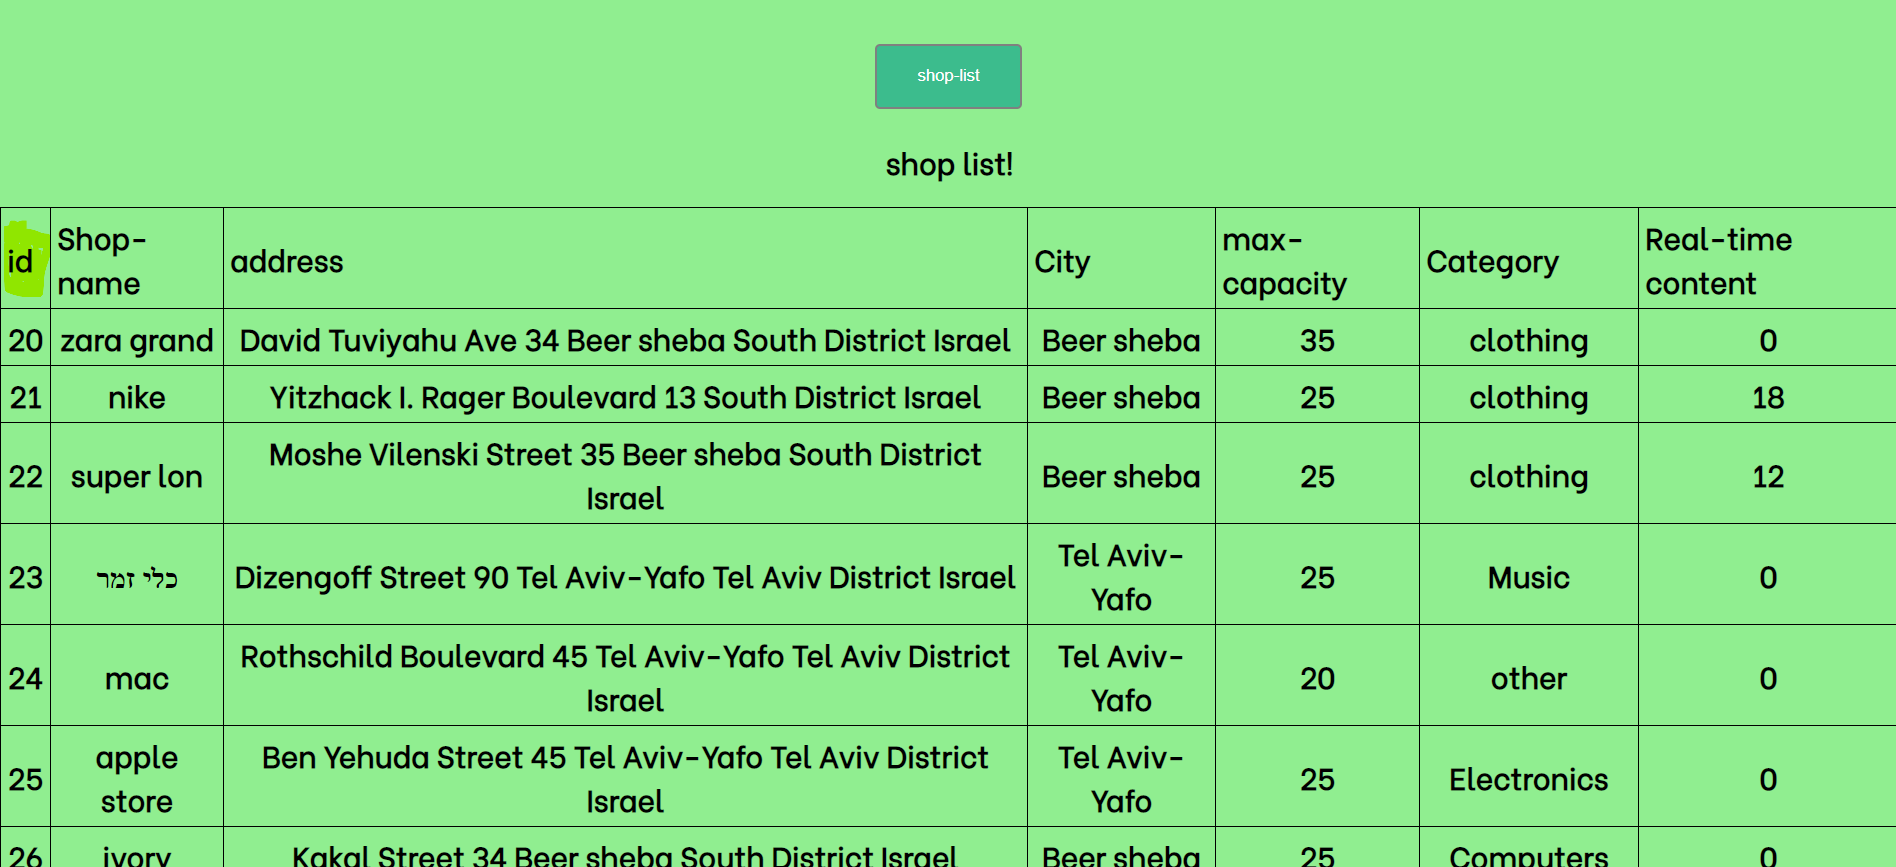 shop-list
shop list!
id Shop-name address City max-capacity Category Real-time content
20 zara grand David Tuviyahu Ave 34 Beer sheba South District Israel Beer sheba 35 clothing 0
21 nike Yitzhack I. Rager Boulevard 13 South District Israel Beer sheba 25 clothing 18
22 super lon Moshe Vilenski Street 35 Beer sheba South District Israel Beer sheba 25 clothing 12
23 כלי זמר Dizengoff Street 90 Tel Aviv-Yafo Tel Aviv District Israel Tel Aviv-Yafo 25 Music 0
24 mac Rothschild Boulevard 45 Tel Aviv-Yafo Tel Aviv District Israel Tel Aviv-Yafo 20 other 0
25 apple store Ben Yehuda Street 45 Tel Aviv-Yafo Tel Aviv District Israel Tel Aviv-Yafo 25 Electronics 0
26 ivory Kakal Street 34 Beer sheba South District Israel Beer sheba 25 Computers 0